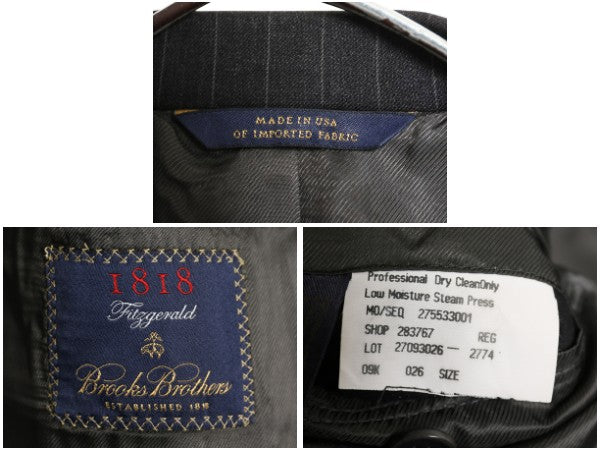 MADE IN USA
OF IMPORTED FABRIC
1818
Fitzgerald
Brooks Brothers
ESTABLISHED 1818
Professional Dry CleanOnly
Low Moisture Steam Press
MO/SEQ 275533001
SHOP 283767 REG
LOT 27093026— 2774
09K 026 SIZE